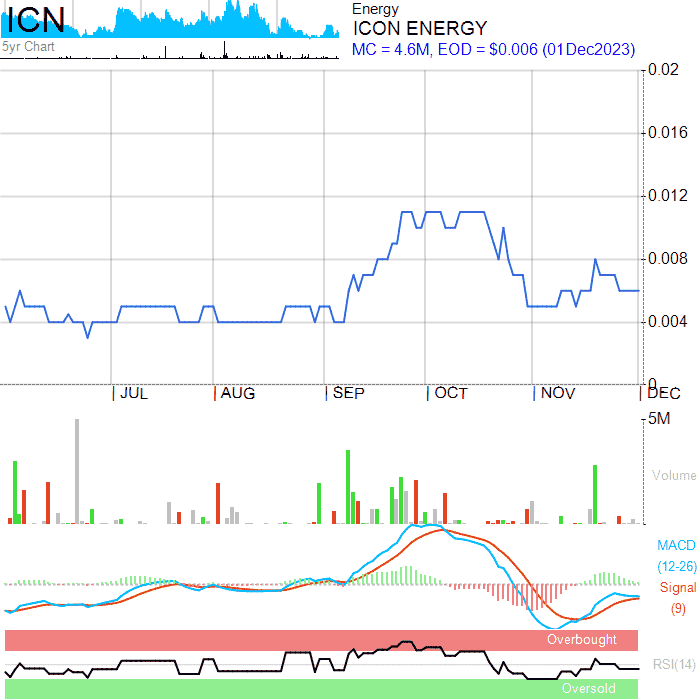 ICN
5yr Chart
Energy
ICON ENERGY
MC = 4.6M, EOD = $0.006 (01Dec2023)
0.02
0.016
0.012
0.008
0.004
0
JUL AUG SEP OCT NOV DEC
5M
Volume
MACD
(12-26)
Signal
(9)
Overbought
RSI(14)
Oversold